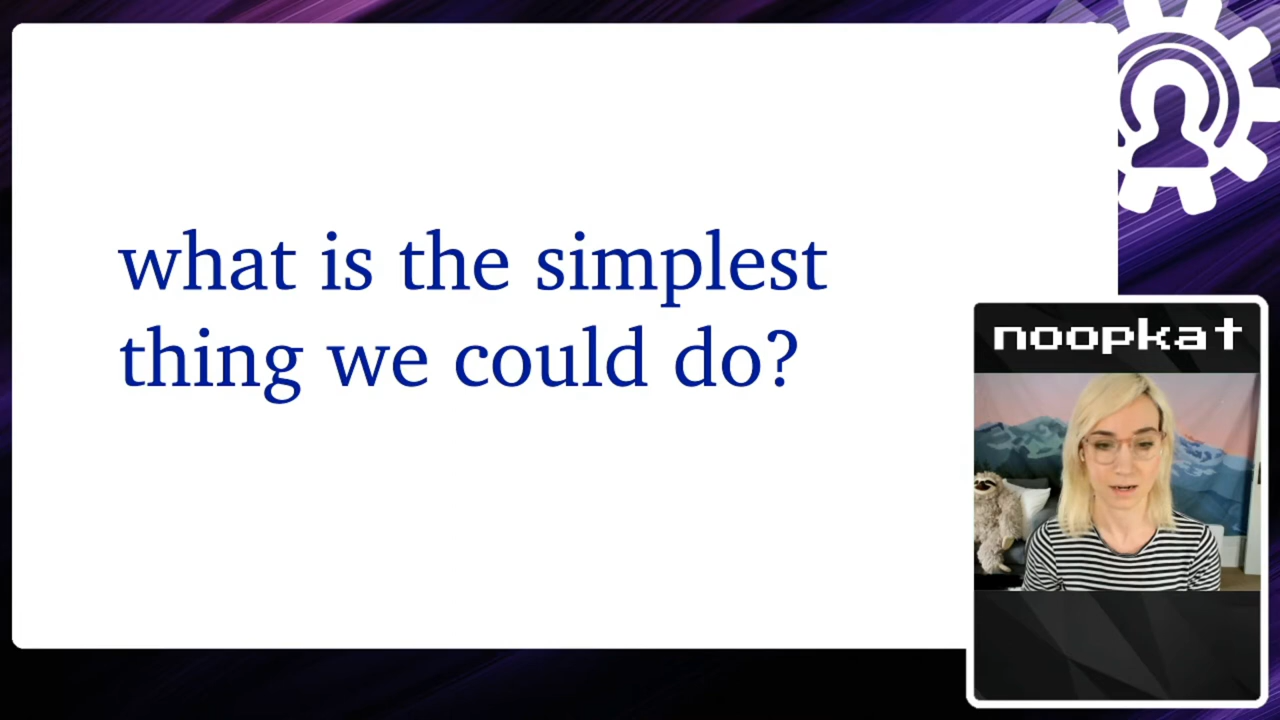 what is the simplest
thing we could do?
noopkat